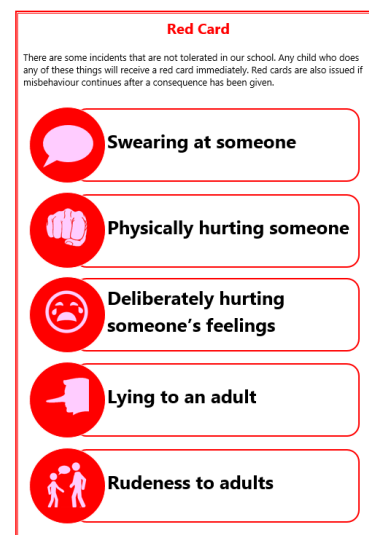 Red Card
There are some incidents that are not tolerated in our school. Any child who does
any of these things will receive a red card immediately. Red cards are also issued if
misbehaviour continues after a consequence has been given.
Swearing at someone
Physically hurting someone
Deliberately hurting
someone's feelings
Lying to an adult
Rudeness to adults